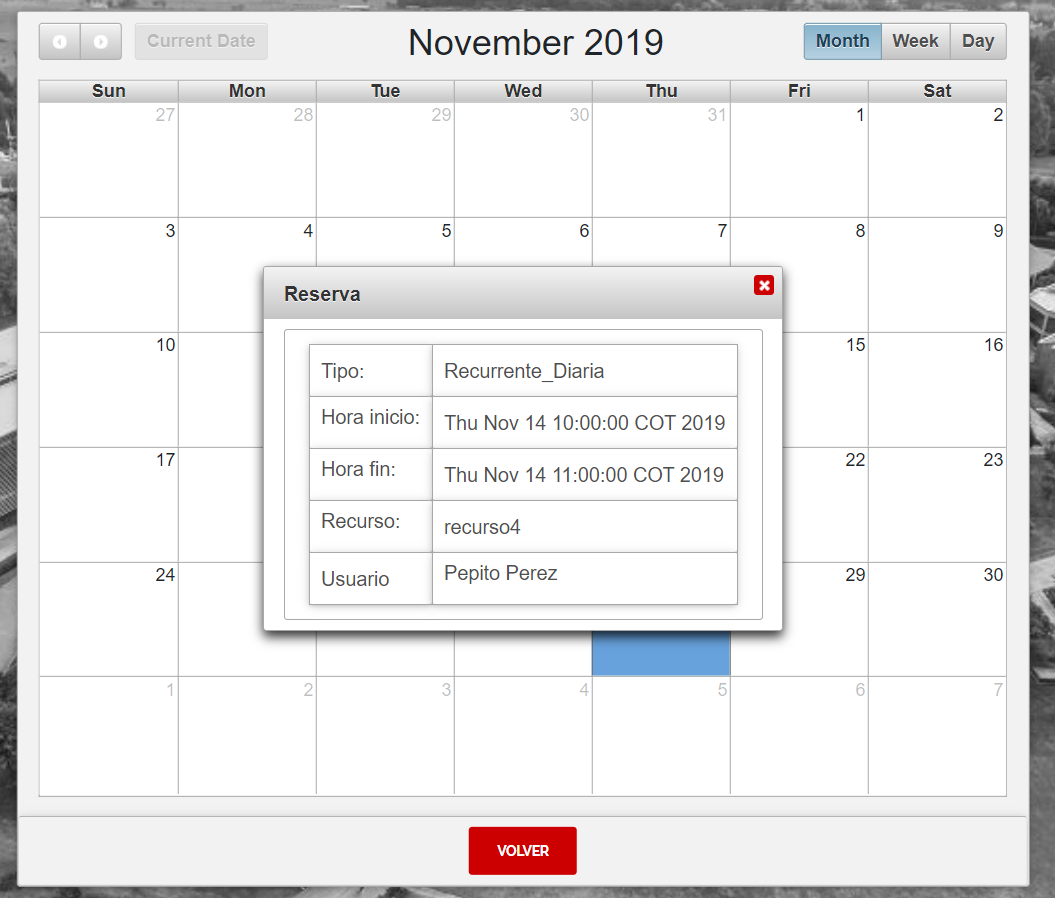 Current Date November 2019 Month Week Day
Sun Mon Tue Wed Thu Fri Sat
27 28 29 30 31 1 2
3 4 5 6 7 8 9
Reserva
10 15 16
Tipo: Recurrente_Diaria
Hora inicio: Thu Nov 14 10:00:00 COT 2019
17 22 23
Hora fin: Thu Nov 14 11:00:00 COT 2019
Recurso: recurso4
24 29 30
Usuario Pepito Perez
1 2 3 4 5 6 7
VOLVER